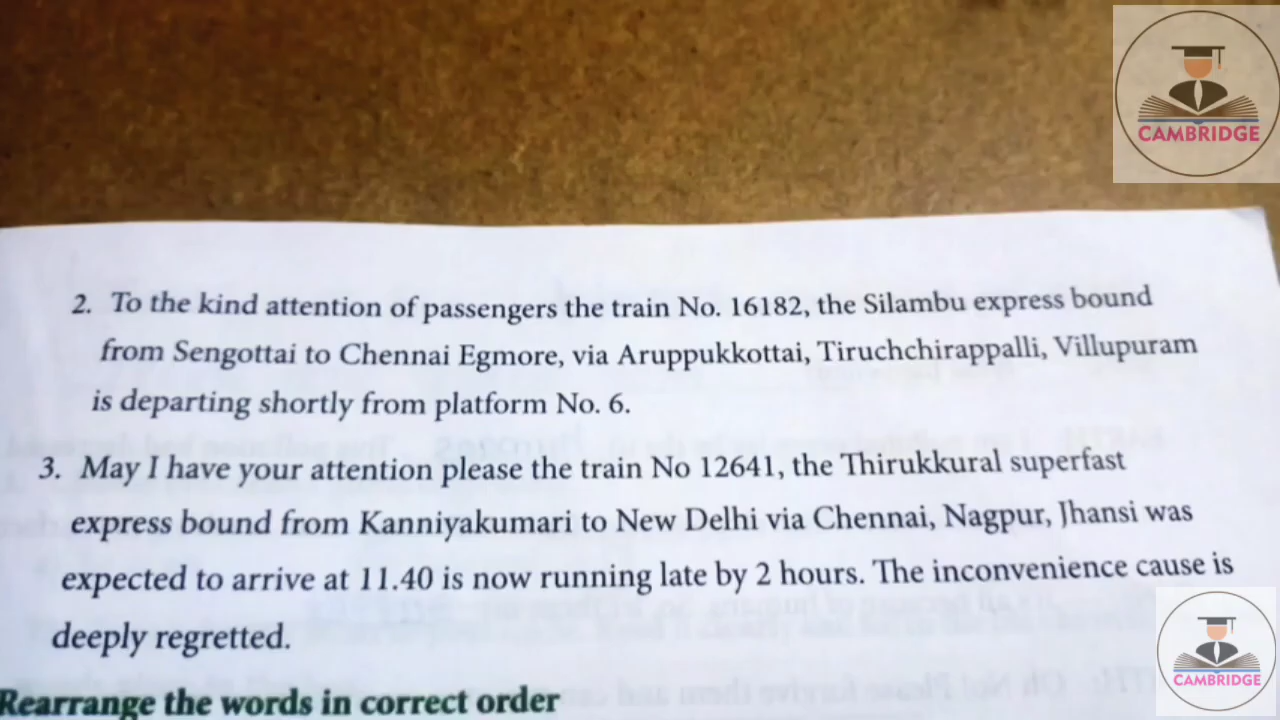 CAMBRIDGE
2. To the kind attention of passengers the train No. 16182, the Silambu express bound
from Sengottai to Chennai Egmore, via Aruppukkottai, Tiruchchirappalli, Villupuram
is departing shortly from platform No. 6.
3. May I have your attention please the train No 12641, the Thirukkural superfast
express bound from Kanniyakumari to New Delhi via Chennai, Nagpur, Jhansi was
expected to arrive at 11.40 is now running late by 2 hours. The inconvenience cause is
deeply regretted.
CAMBRIDGE
Rearrange the words in correct order